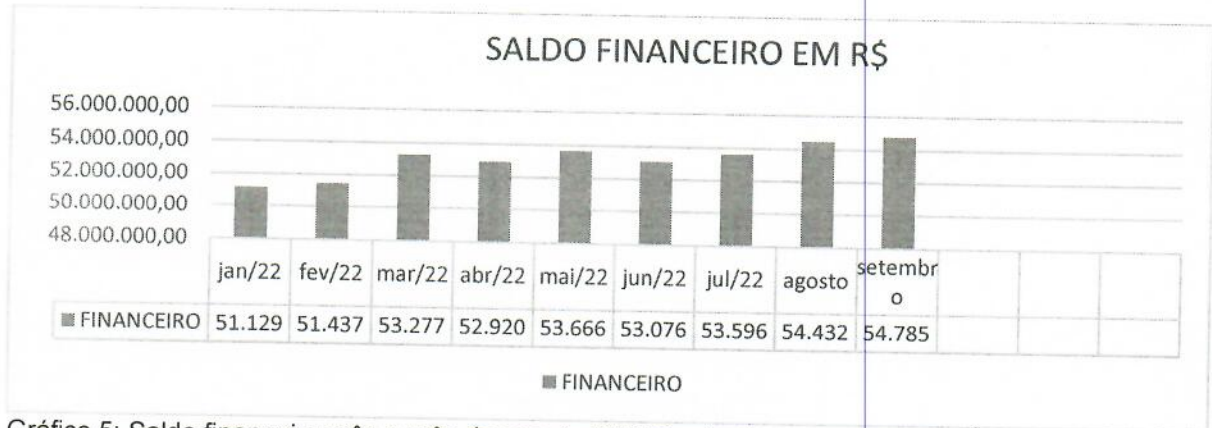 SALDO FINANCEIRO EM R$
56.000.000,00
54.000.000,00
52.000.000,00
50.000.000,00
48.000.000,00
jan/22 fev/22 mar/22 abr/22 mai/22 jun/22 jul/22 agosto setembr
o
FINANCEIRO 51.129 51.437 53.277 52.920 53.666 53.076 53.596 54.432 54.785
FINANCEIRO
Gráfico 5: Saldo